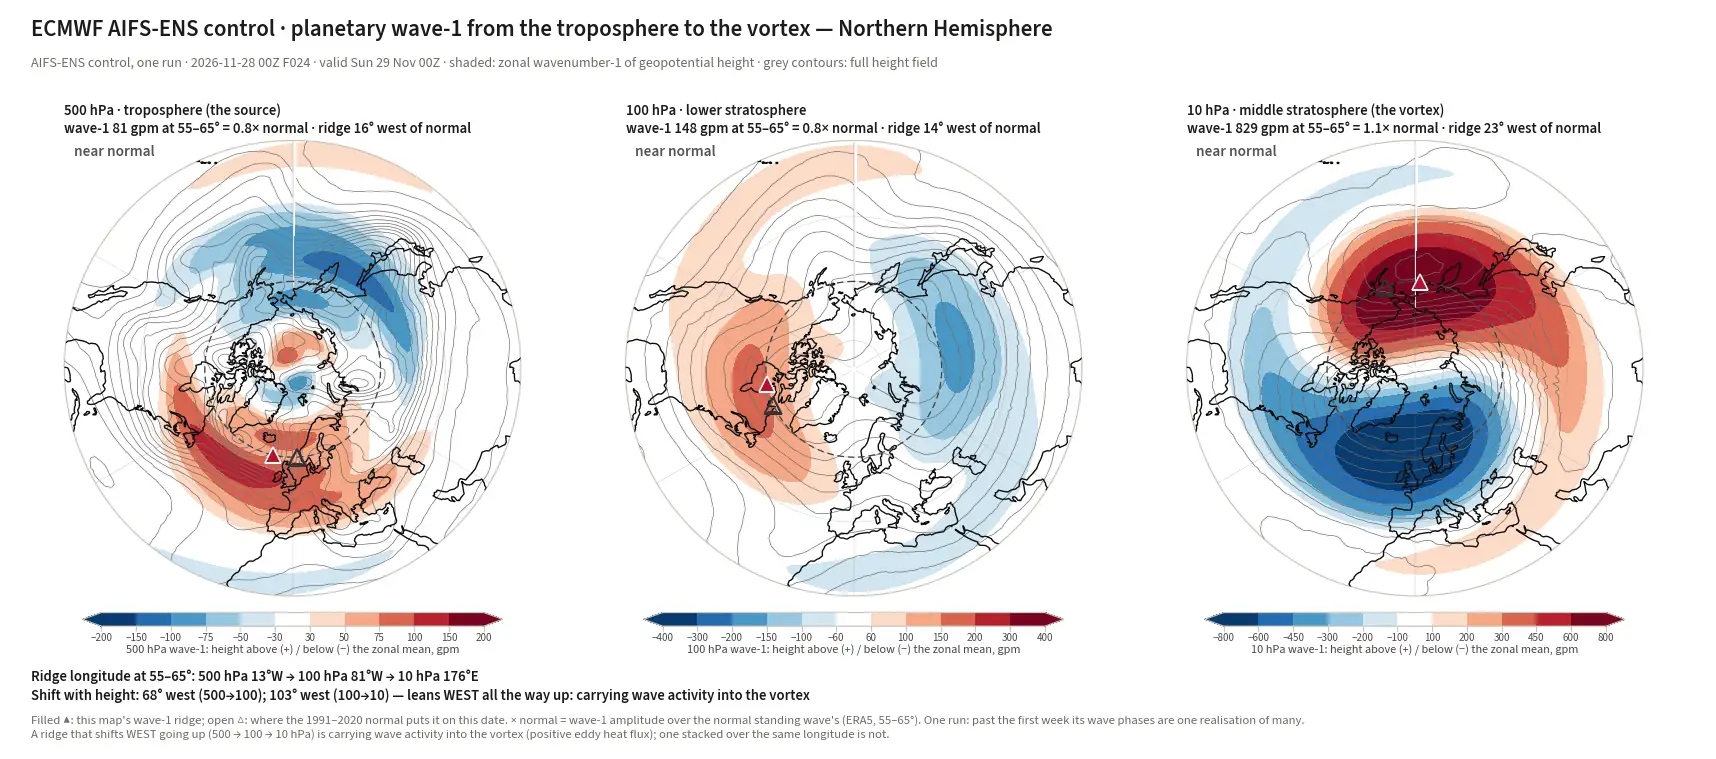 ECMWF AIFS-ENS control · planetary wave-1 from the troposphere to the vortex — Northern Hemisphere
AIFS-ENS control, one run · 2026-11-28 00Z F024 · valid Sun 29 Nov 00Z · shaded: zonal wavenumber-1 of geopotential height · grey contours: full height field
500 hPa · troposphere (the source)
wave-1 81 gpm at 55–65° = 0.8× normal · ridge 16° west of normal
near normal
100 hPa · lower stratosphere
wave-1 148 gpm at 55–65° = 0.8× normal · ridge 14° west of normal
near normal
10 hPa · middle stratosphere (the vortex)
wave-1 829 gpm at 55–65° = 1.1× normal · ridge 23° west of normal
near normal
−200 −150 −100 −75 −50 −30 30 50 75 100 150 200
500 hPa wave-1: height above (+) / below (−) the zonal mean, gpm
−400 −300 −200 −150 −100 −60 60 100 150 200 300 400
100 hPa wave-1: height above (+) / below (−) the zonal mean, gpm
−800 −600 −450 −300 −200 −100 100 200 300 450 600 800
10 hPa wave-1: height above (+) / below (−) the zonal mean, gpm
Ridge longitude at 55–65°: 500 hPa 13°W → 100 hPa 81°W → 10 hPa 176°E
Shift with height: 68° west (500→100); 103° west (100→10) — leans WEST all the way up: carrying wave activity into the vortex
Filled ▲: this map's wave-1 ridge; open △: where the 1991–2020 normal puts it on this date. × normal = wave-1 amplitude over the normal standing wave's (ERA5, 55–65°). One run: past the first week its wave phases are one realisation of many.
A ridge that shifts WEST going up (500 → 100 → 10 hPa) is carrying wave activity into the vortex (positive eddy heat flux); one stacked over the same longitude is not.